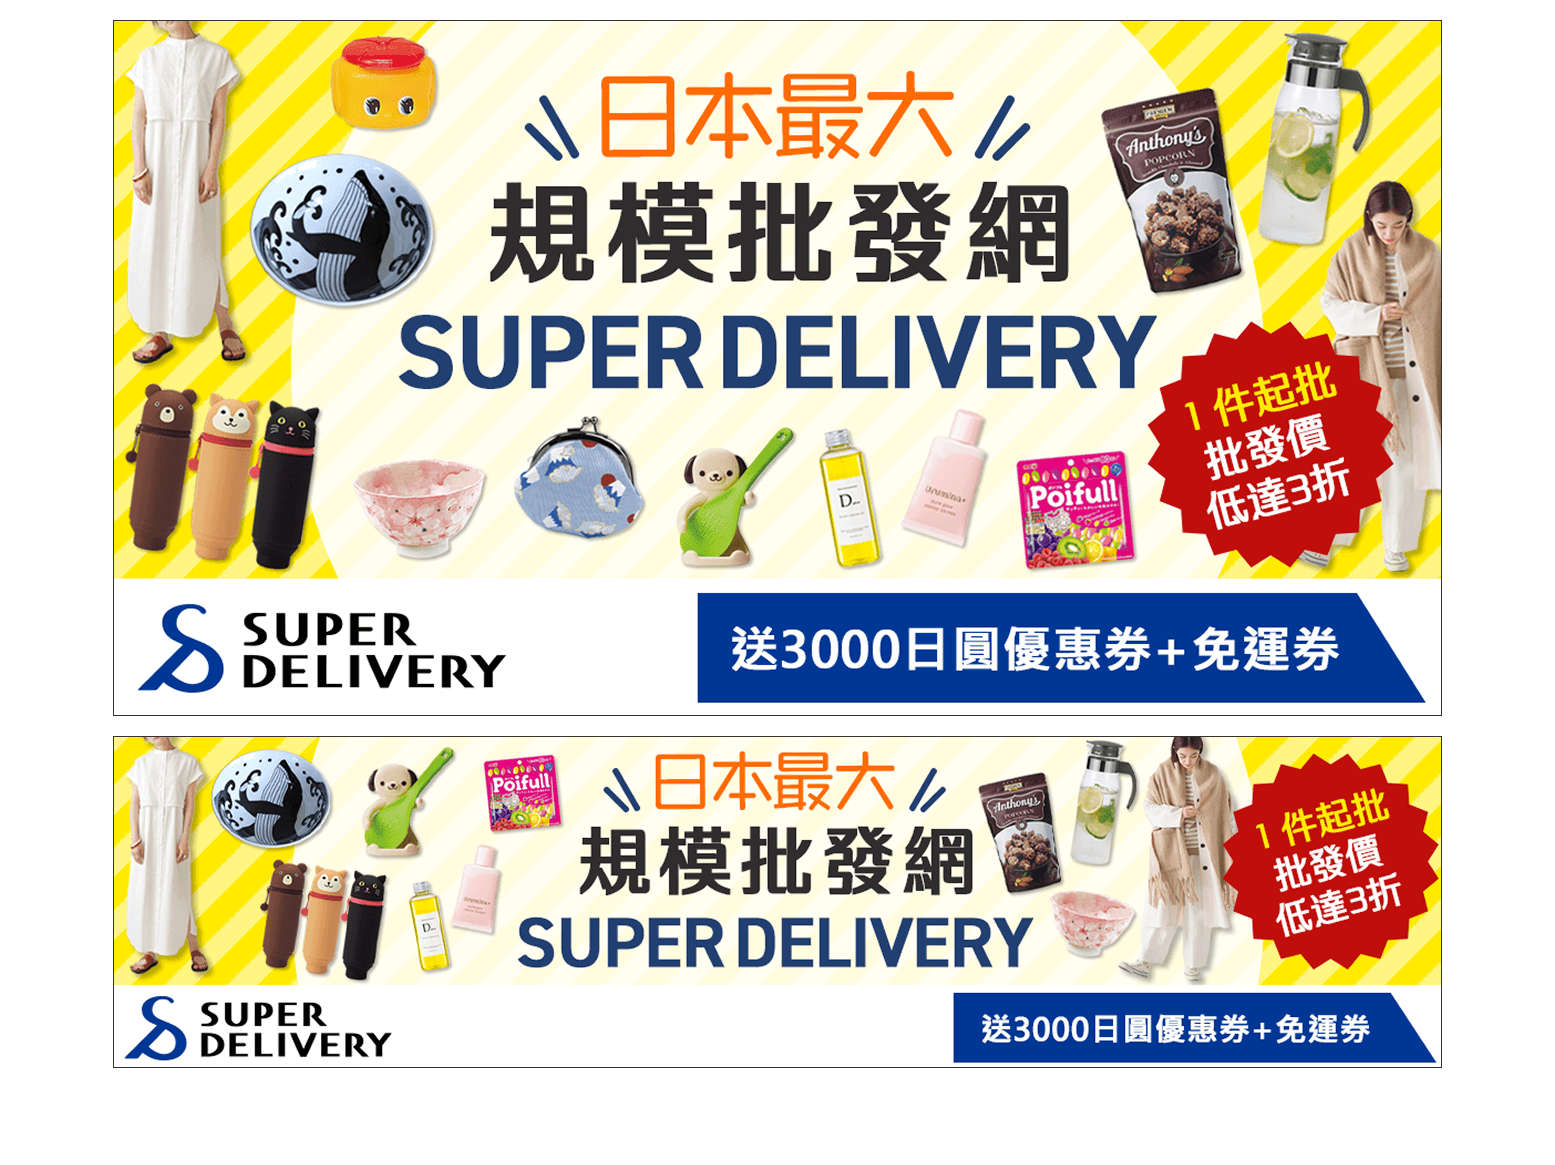 日本最大
規模批發網
SUPER DELIVERY
Anthony's
POPCORN
1 件起批
批發價
低達3折
D
urumina+
Poifull
SUPER
DELIVERY
送3000日圓優惠券+免運券
日本最大
規模批發網
SUPER DELIVERY
Poifull
Anthony's
POPCORN
D
urumina+
1 件起批
批發價
低達3折
SUPER
DELIVERY
送3000日圓優惠券+免運券